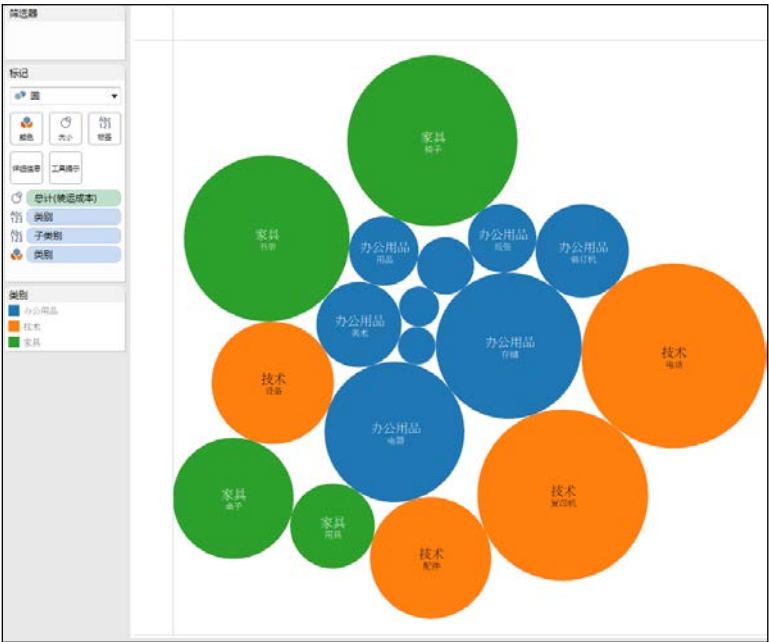 筛选器
标记
圆
颜色
大小
标签
详细信息
工具提示
总计(装运成本)
类别
子类别
类别
类别
办公用品
技术
家具
家具
椅子
家具
书架
办公用品
用品
办公用品
纸张
办公用品
装订机
办公用品
美术
办公用品
存储
技术
电话
技术
设备
办公用品
电器
家具
桌子
家具
用具
技术
复印机
技术
配件